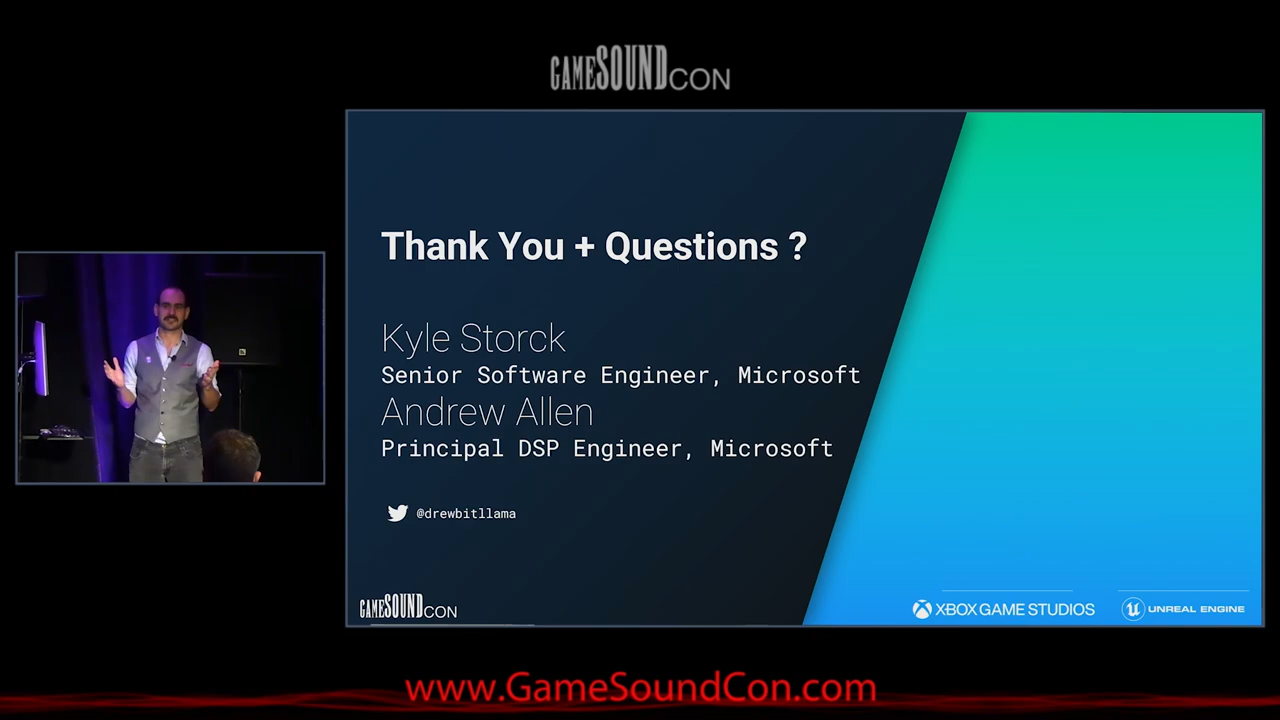 GAMESOUNDCON
Thank You + Questions ?
Kyle Storck
Senior Software Engineer, Microsoft
Andrew Allen
Principal DSP Engineer, Microsoft
@drewbitllama
GAMESOUNDCON
XBOX GAME STUDIOS
UNREAL ENGINE
www.GameSoundCon.com